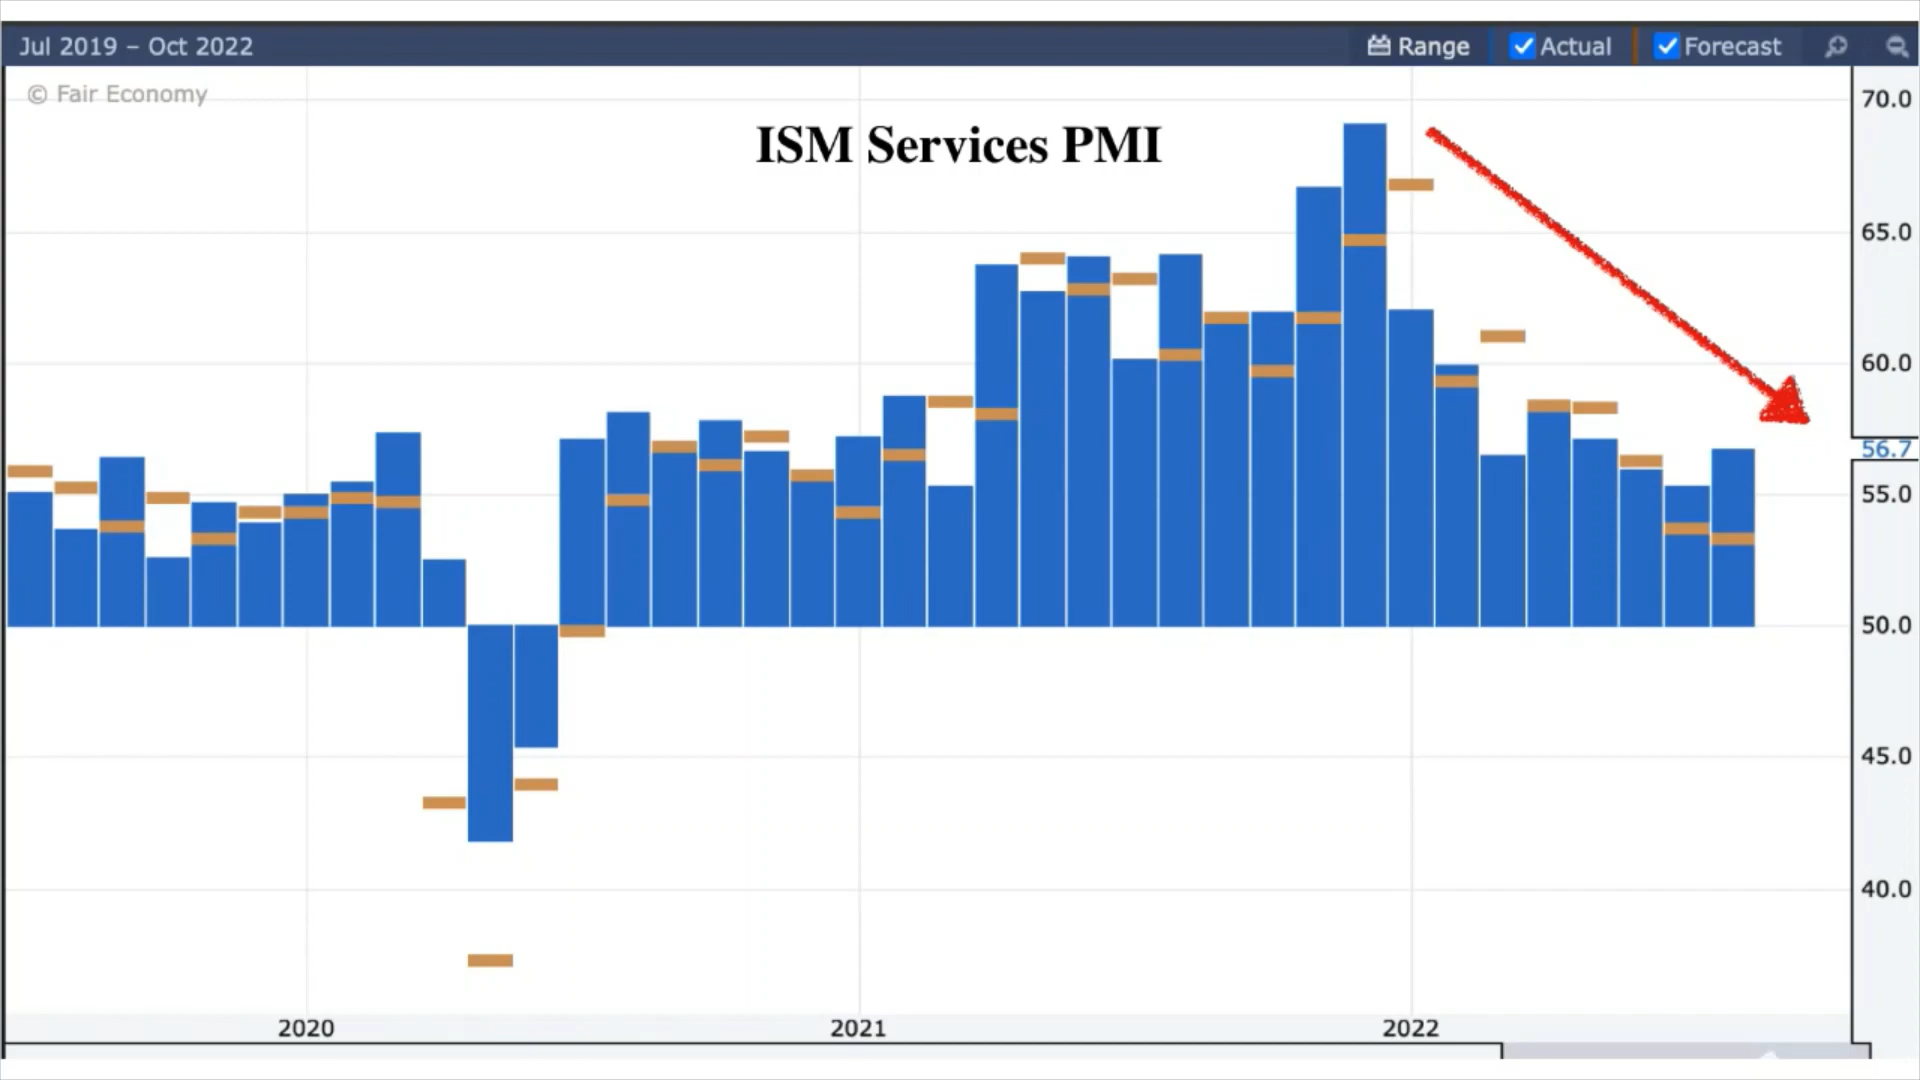 Jul 2019 – Oct 2022 Range Actual Forecast
© Fair Economy
ISM Services PMI
70.0
65.0
60.0
56.7
55.0
50.0
45.0
40.0
2020 2021 2022